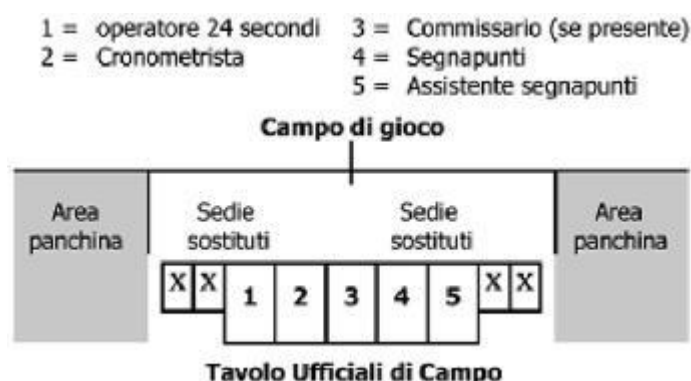 1 = operatore 24 secondi 3 = Commissario (se presente)
2 = Cronometrista 4 = Segnapunti
5 = Assistente segnapunti
Campo di gioco
Area panchina
Sedie sostituti
Sedie sostituti
Area panchina
X X 1 2 3 4 5 X X
Tavolo Ufficiali di Campo